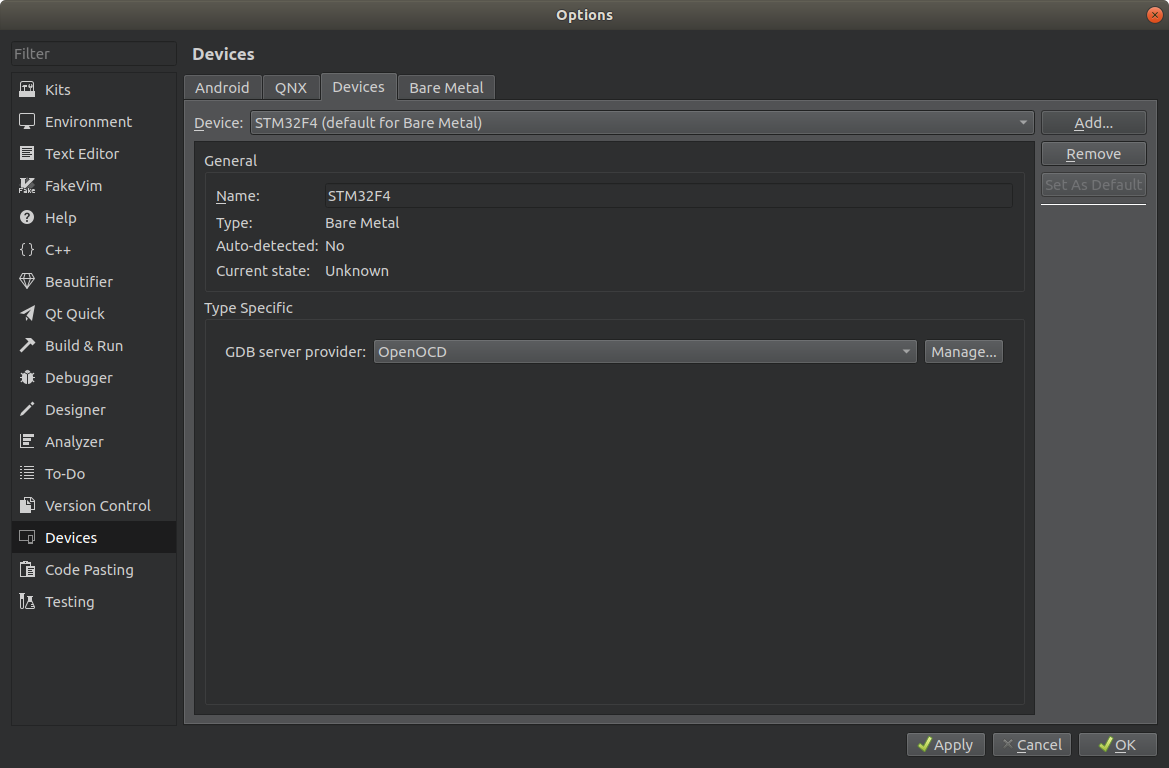 Options
Filter
Kits
Environment
Text Editor
FakeVim
Help
C++
Beautifier
Qt Quick
Build & Run
Debugger
Designer
Analyzer
To-Do
Version Control
Devices
Code Pasting
Testing
Devices
Android QNX Devices Bare Metal
Device: STM32F4 (default for Bare Metal)
Add...
Remove
Set As Default
General
Name: STM32F4
Type: Bare Metal
Auto-detected: No
Current state: Unknown
Type Specific
GDB server provider: OpenOCD Manage...
Apply Cancel OK